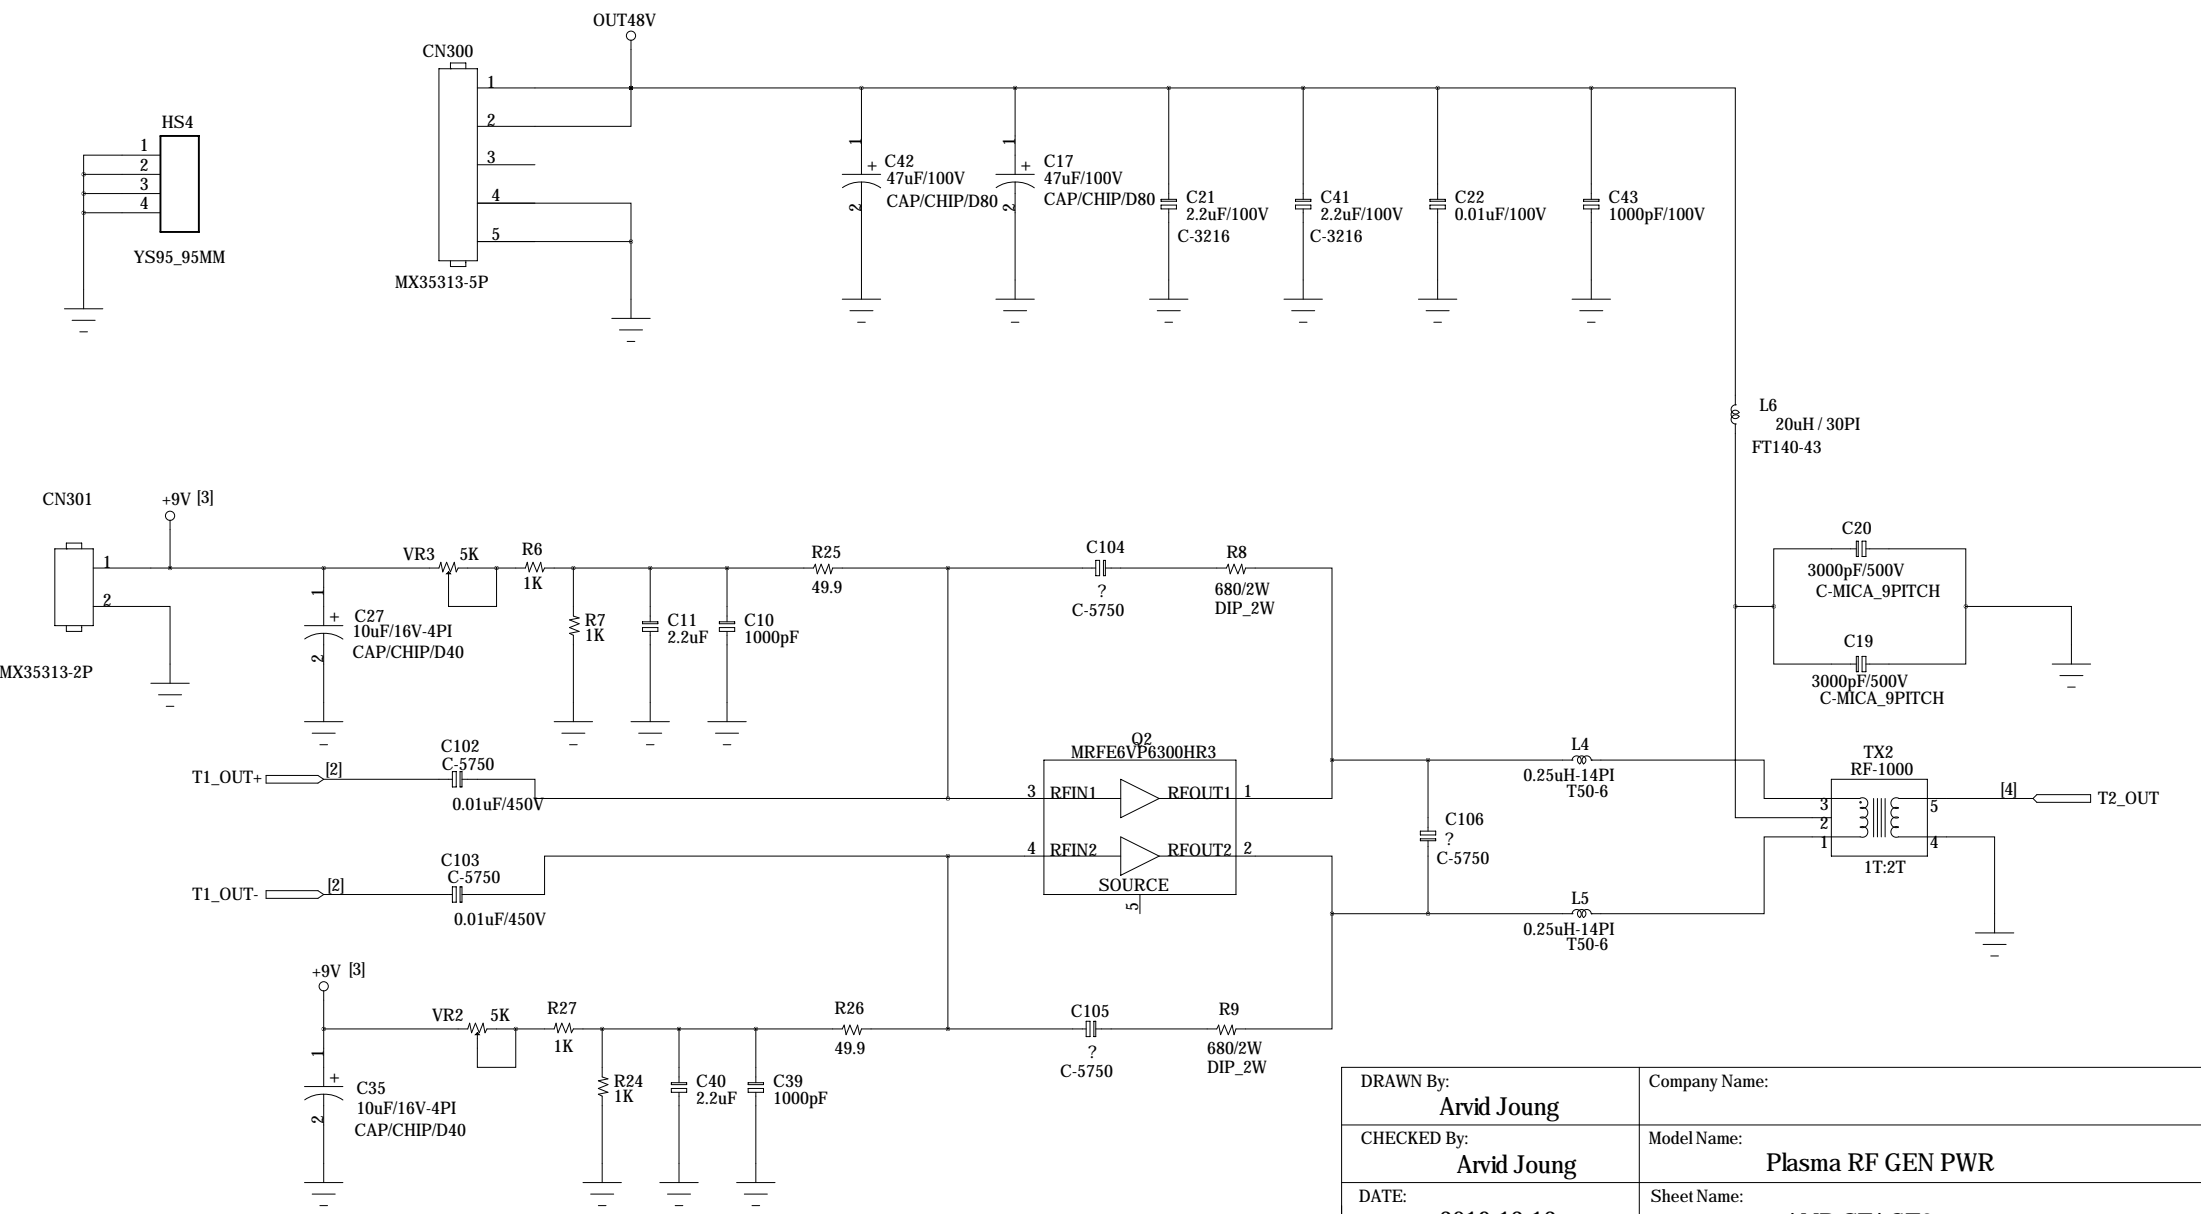 OUT48V
CN300
1
2
3
4
5
MX35313-5P
HS4
1
2
3
4
YS95_95MM
1
+ C42
47uF/100V
CAP/CHIP/D80
2
1
+ C17
47uF/100V
CAP/CHIP/D80
2
C21
2.2uF/100V
C-3216
C41
2.2uF/100V
C-3216
C22
0.01uF/100V
C43
1000pF/100V
L6
20uH / 30PI
FT140-43
CN301
+9V [3]
1
2
MX35313-2P
1
+ C27
10uF/16V-4PI
CAP/CHIP/D40
2
VR3 5K
R6
1K
R7
1K
C11
2.2uF
C10
1000pF
R25
49.9
C104
?
C-5750
R8
680/2W
DIP_2W
C20
3000pF/500V
C-MICA_9PITCH
C19
3000pF/500V
C-MICA_9PITCH
T1_OUT+ [2]
C102
C-5750
0.01uF/450V
T1_OUT- [2]
C103
C-5750
0.01uF/450V
Q2
MRFE6VP6300HR3
3 RFIN1 RFOUT1 1
4 RFIN2 RFOUT2 2
SOURCE
5
C106
?
C-5750
L4
0.25uH-14PI
T50-6
L5
0.25uH-14PI
T50-6
TX2
RF-1000
3
2
1
5
4
1T:2T
[4] T2_OUT
+9V [3]
1
+ C35
10uF/16V-4PI
CAP/CHIP/D40
2
VR2 5K
R27
1K
R24
1K
C40
2.2uF
C39
1000pF
R26
49.9
C105
?
C-5750
R9
680/2W
DIP_2W
DRAWN By:
Arvid Joung
Company Name:
CHECKED By:
Arvid Joung
Model Name:
Plasma RF GEN PWR
DATE:
Sheet Name: